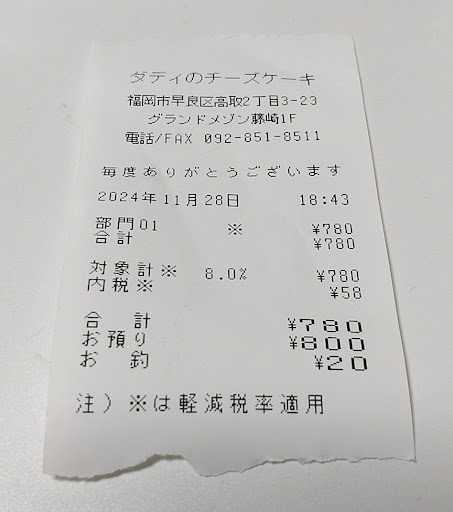 ダティのチーズケーキ
福岡市早良区高取2丁目3-23
グランドメゾン藤崎1F
電話/FAX 092-851-8511
毎度ありがとうございます
2024年11月28日 18:43
部門01 ※ ¥780
合計 ¥780
対象計※ 8.0% ¥780
内税※ ¥58
合 計 ¥780
お預り ¥800
お 釣 ¥20
注)※は軽減税率適用